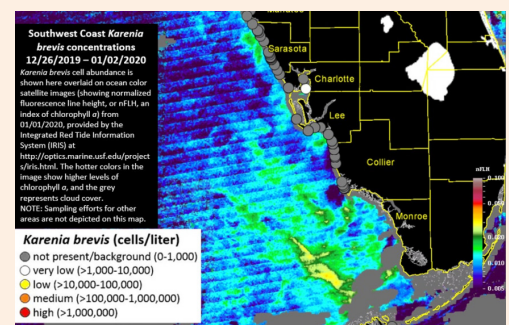 Southwest Coast Karenia
brevis concentrations
12/26/2019 – 01/02/2020
Karenia brevis cell abundance is
shown here overlaid on ocean color
satellite images (showing normalized
fluorescence line height, or nFLH, an
index of chlorophyll a) from
01/01/2020, provided by the
Integrated Red Tide Information
System (IRIS) at
http://optics.marine.usf.edu/project
s/iris.html. The hotter colors in the
image show higher levels of
chlorophyll a, and the grey
represents cloud cover.
NOTE: Sampling efforts for other
areas are not depicted on this map.
Karenia brevis (cells/liter)
not present/background (0-1,000)
very low (>1,000-10,000)
low (>10,000-100,000)
medium (>100,000-1,000,000)
high (>1,000,000)
Sarasota
Charlotte
Lee
Collier
Monroe
nFLH
0.100
0.010
0.005